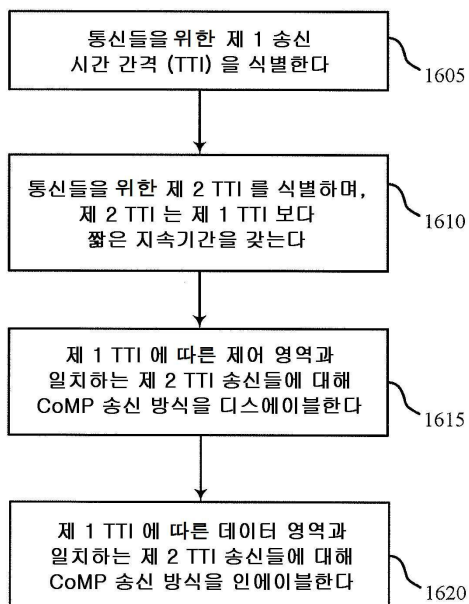 통신들을 위한 제 1 송신
시간 간격 (TTI) 을 식별한다
1605
통신들을 위한 제 2 TTI 를 식별하며,
제 2 TTI 는 제 1 TTI 보다
짧은 지속기간을 갖는다
1610
제 1 TTI 에 따른 제어 영역과
일치하는 제 2 TTI 송신들에 대해
CoMP 송신 방식을 디스에이블한다
1615
제 1 TTI 에 따른 데이터 영역과
일치하는 제 2 TTI 송신들에 대해
CoMP 송신 방식을 인에이블한다
1620